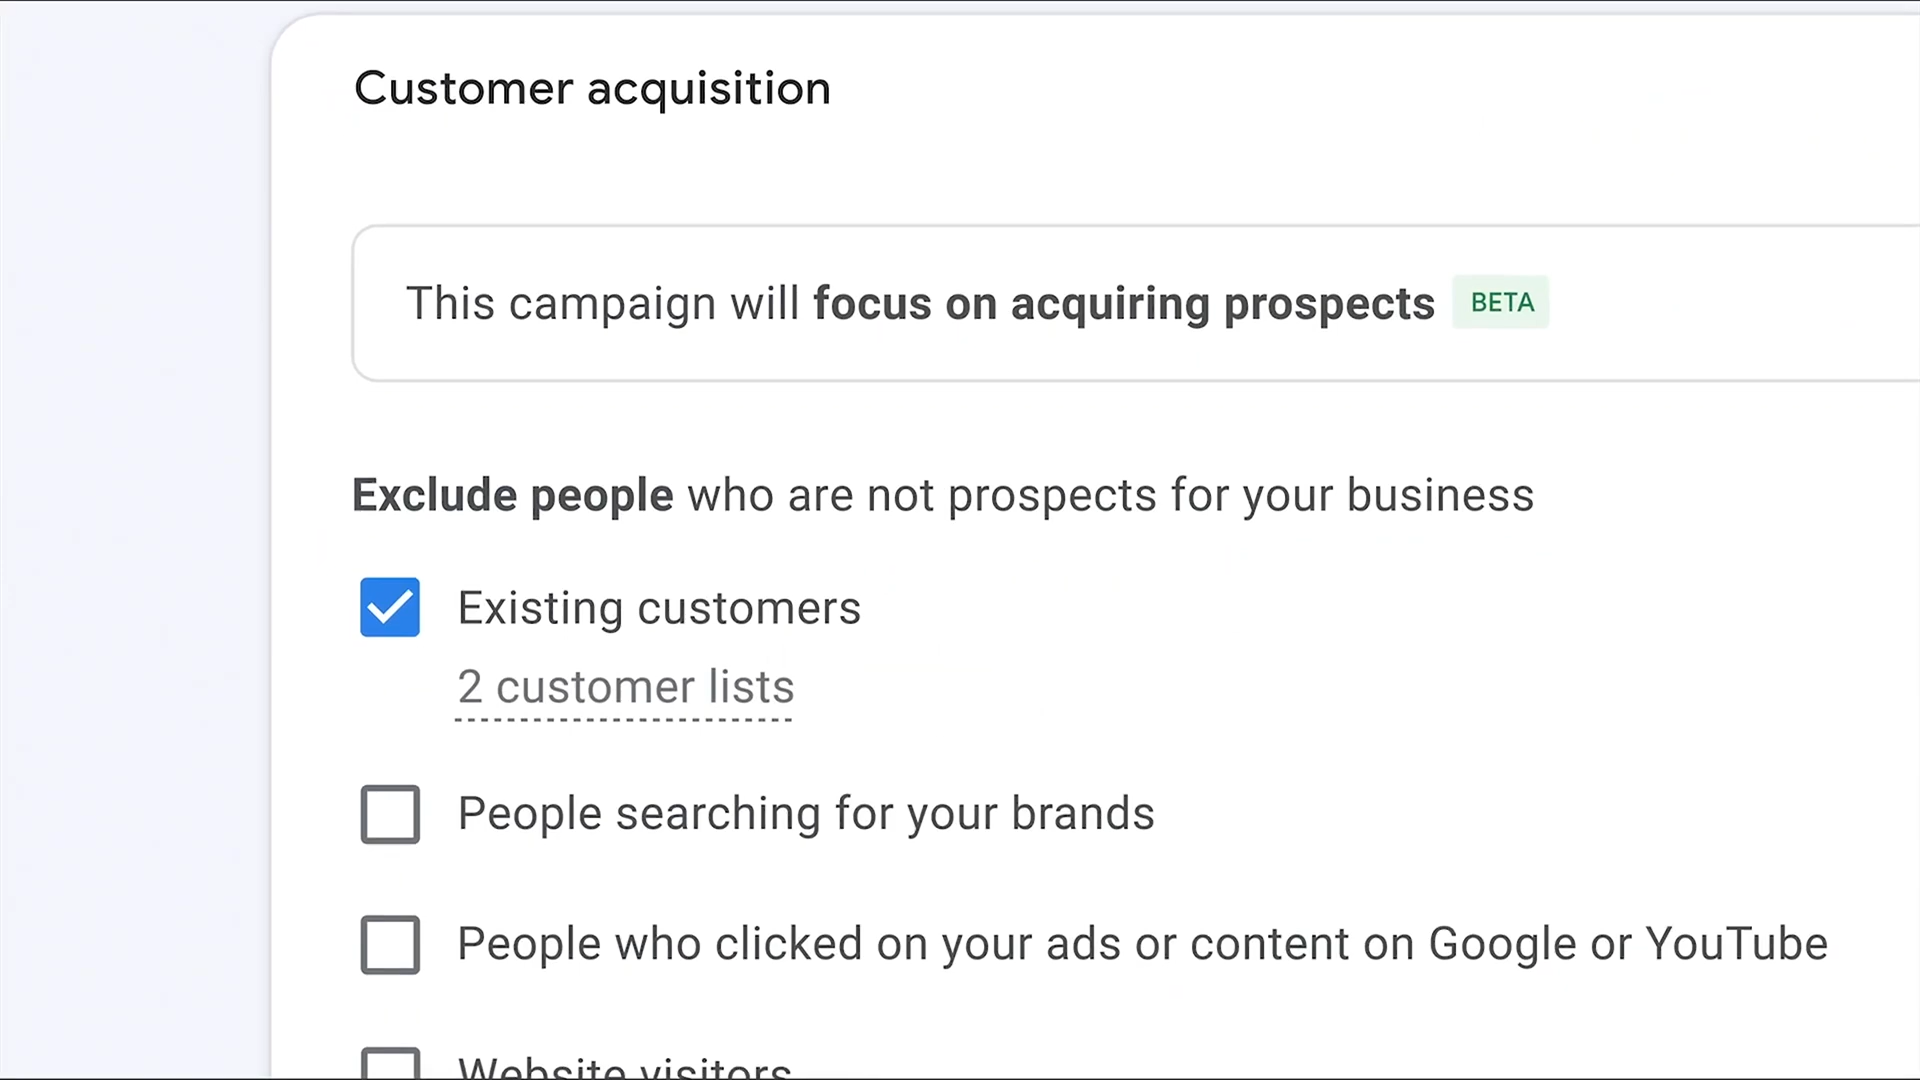 Customer acquisition
This campaign will focus on acquiring prospects BETA
Exclude people who are not prospects for your business
Existing customers
2 customer lists
People searching for your brands
People who clicked on your ads or content on Google or YouTube
Website visitors